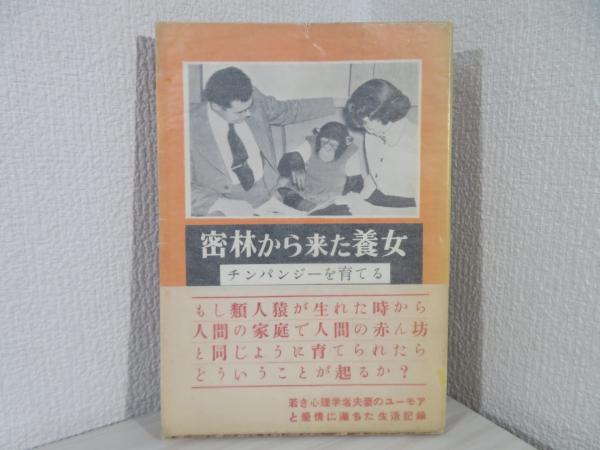 密林から来た養女
チンパンジーを育てる
もし類人猿が生れた時から
人間の家庭で人間の赤ん坊
と同じように育てられたら
どういうことが起るか？
若き心理学者夫妻のユーモア
と愛情に満ちた生活記録